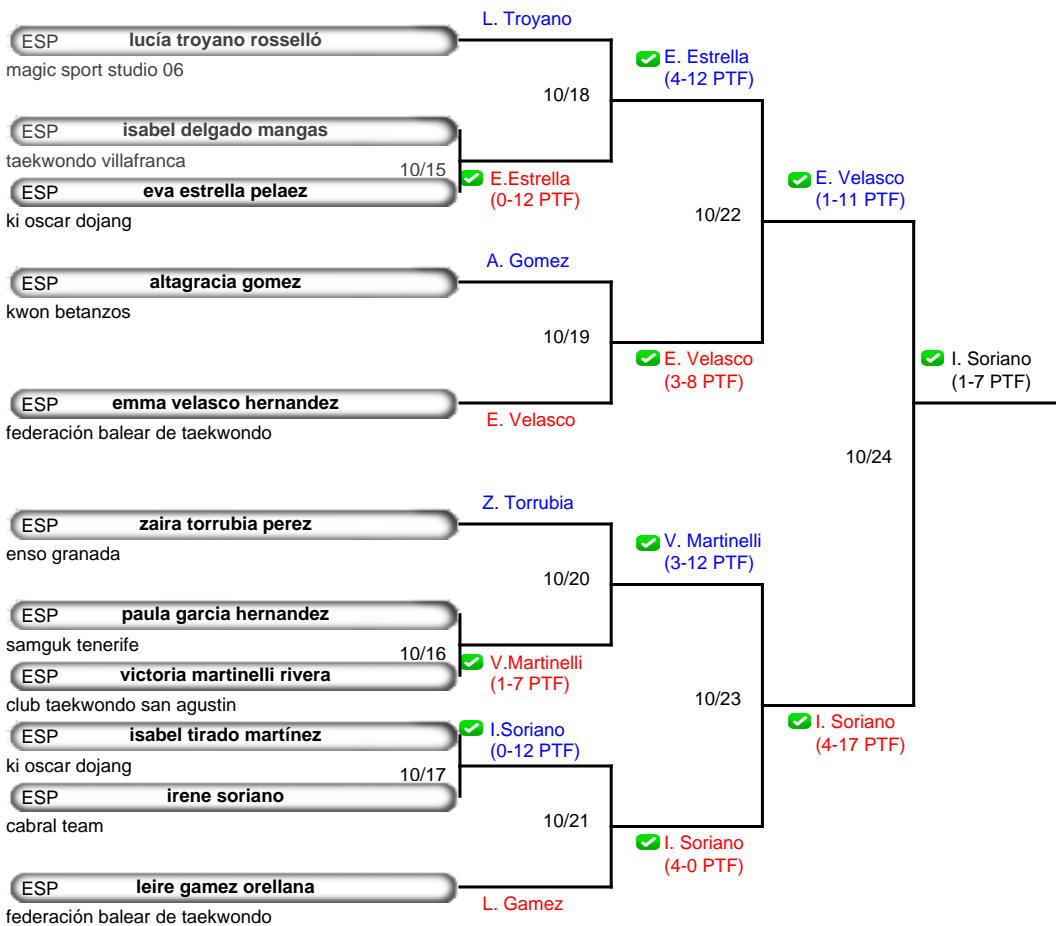 L. Troyano
ESP lucía troyano rosselló
magic sport studio 06
E. Estrella
(4-12 PTF)
10/18
ESP isabel delgado mangas
taekwondo villafranca
10/15
E.Estrella
(0-12 PTF)
ESP eva estrella pelaez
ki oscar dojang
E. Velasco
(1-11 PTF)
10/22
A. Gomez
ESP altagracia gomez
kwon betanzos
10/19
E. Velasco
(3-8 PTF)
I. Soriano
(1-7 PTF)
ESP emma velasco hernandez
E. Velasco
federación balear de taekwondo
10/24
Z. Torrubia
ESP zaira torrubia perez
enso granada
V. Martinelli
(3-12 PTF)
10/20
ESP paula garcia hernandez
samguk tenerife
10/16
V.Martinelli
(1-7 PTF)
ESP victoria martinelli rivera
club taekwondo san agustin
10/23
I. Soriano
(4-17 PTF)
ESP isabel tirado martínez
I.Soriano
(0-12 PTF)
ki oscar dojang
10/17
ESP irene soriano
cabral team
10/21
I. Soriano
(4-0 PTF)
ESP leire gamez orellana
L. Gamez
federación balear de taekwondo